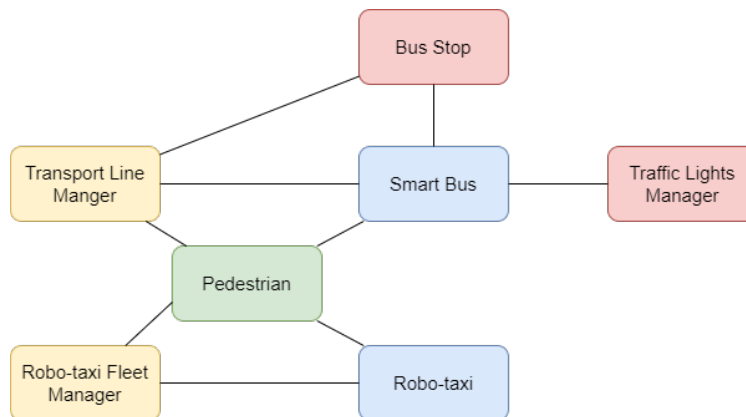 Bus Stop
Transport Line
Manger
Smart Bus
Traffic Lights
Manager
Pedestrian
Robo-taxi Fleet
Manager
Robo-taxi